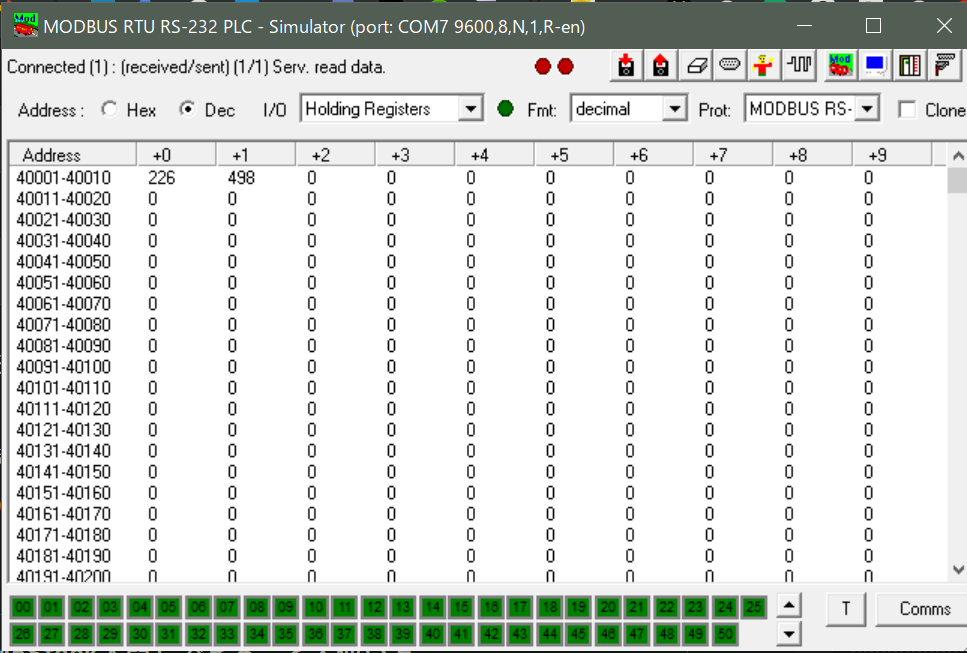 MODBUS RTU RS-232 PLC - Simulator (port: COM7 9600,8,N,1,R-en)
Connected (1) : (received/sent) (1/1) Serv. read data.
Address : Hex Dec I/O Holding Registers Fmt: decimal Prot: MODBUS RS- Clone
Address +0 +1 +2 +3 +4 +5 +6 +7 +8 +9
40001-40010 226 498 0 0 0 0 0 0 0 0
40011-40020 0 0 0 0 0 0 0 0 0 0
40021-40030 0 0 0 0 0 0 0 0 0 0
40031-40040 0 0 0 0 0 0 0 0 0 0
40041-40050 0 0 0 0 0 0 0 0 0 0
40051-40060 0 0 0 0 0 0 0 0 0 0
40061-40070 0 0 0 0 0 0 0 0 0 0
40071-40080 0 0 0 0 0 0 0 0 0 0
40081-40090 0 0 0 0 0 0 0 0 0 0
40091-40100 0 0 0 0 0 0 0 0 0 0
40101-40110 0 0 0 0 0 0 0 0 0 0
40111-40120 0 0 0 0 0 0 0 0 0 0
40121-40130 0 0 0 0 0 0 0 0 0 0
40131-40140 0 0 0 0 0 0 0 0 0 0
40141-40150 0 0 0 0 0 0 0 0 0 0
40151-40160 0 0 0 0 0 0 0 0 0 0
40161-40170 0 0 0 0 0 0 0 0 0 0
40171-40180 0 0 0 0 0 0 0 0 0 0
40181-40190 0 0 0 0 0 0 0 0 0 0
40191-40200 0 0 0 0 0 0 0 0 0 0
00 01 02 03 04 05 06 07 08 09 10 11 12 13 14 15 16 17 18 19 20 21 22 23 24 25 T Comms
26 27 28 29 30 31 32 33 34 35 36 37 38 39 40 41 42 43 44 45 46 47 48 49 50